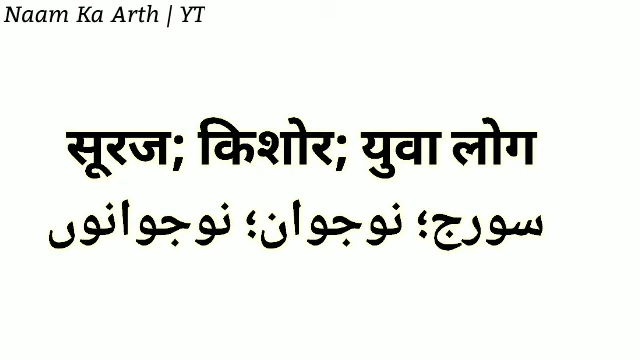 Naam Ka Arth | YT
सूरज; किशोर; युवा लोग
سورج؛ نوجوان؛ نوجوانوں